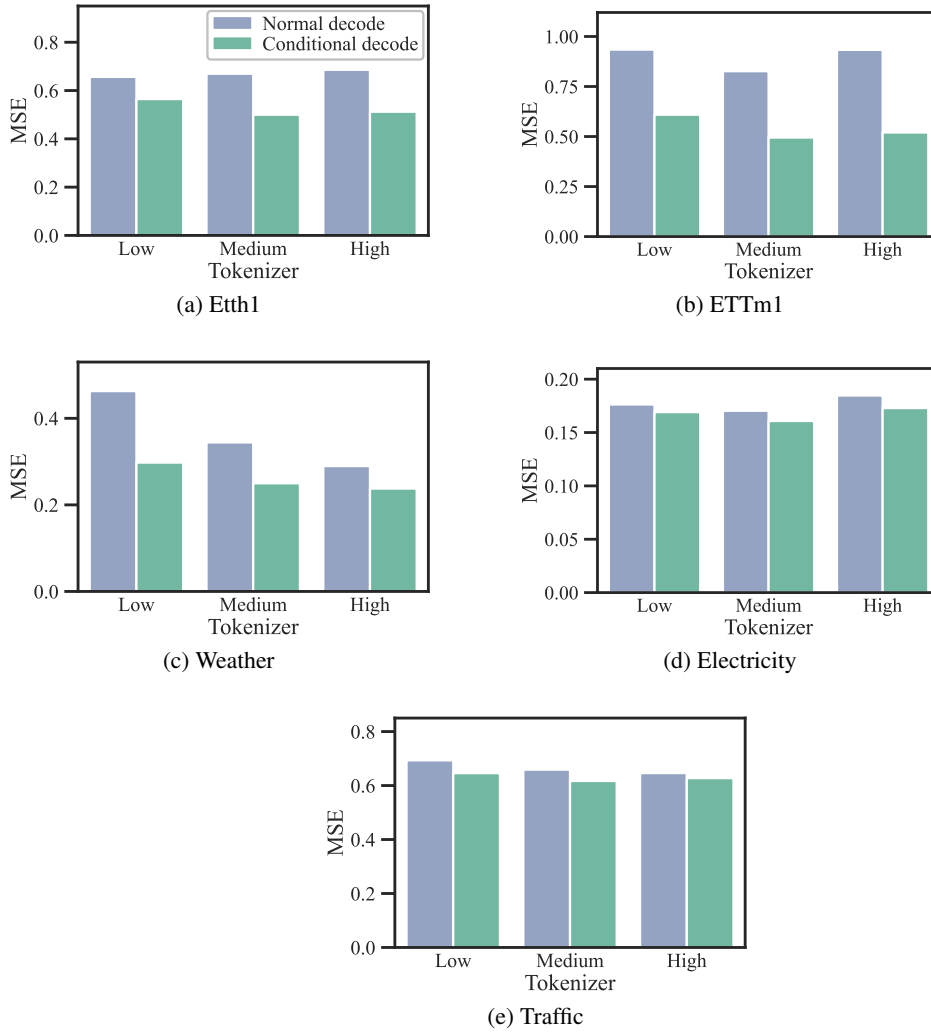 Normal decode
Conditional decode
0.8
0.6
0.4
0.2
0.0
MSE
Low Medium High
Tokenizer
(a) Etth1
1.00
0.75
0.50
0.25
0.00
MSE
Low Medium High
Tokenizer
(b) ETTm1
0.4
0.2
0.0
MSE
Low Medium High
Tokenizer
(c) Weather
0.20
0.15
0.10
0.05
0.00
MSE
Low Medium High
Tokenizer
(d) Electricity
0.8
0.6
0.4
0.2
0.0
MSE
Low Medium High
Tokenizer
(e) Traffic